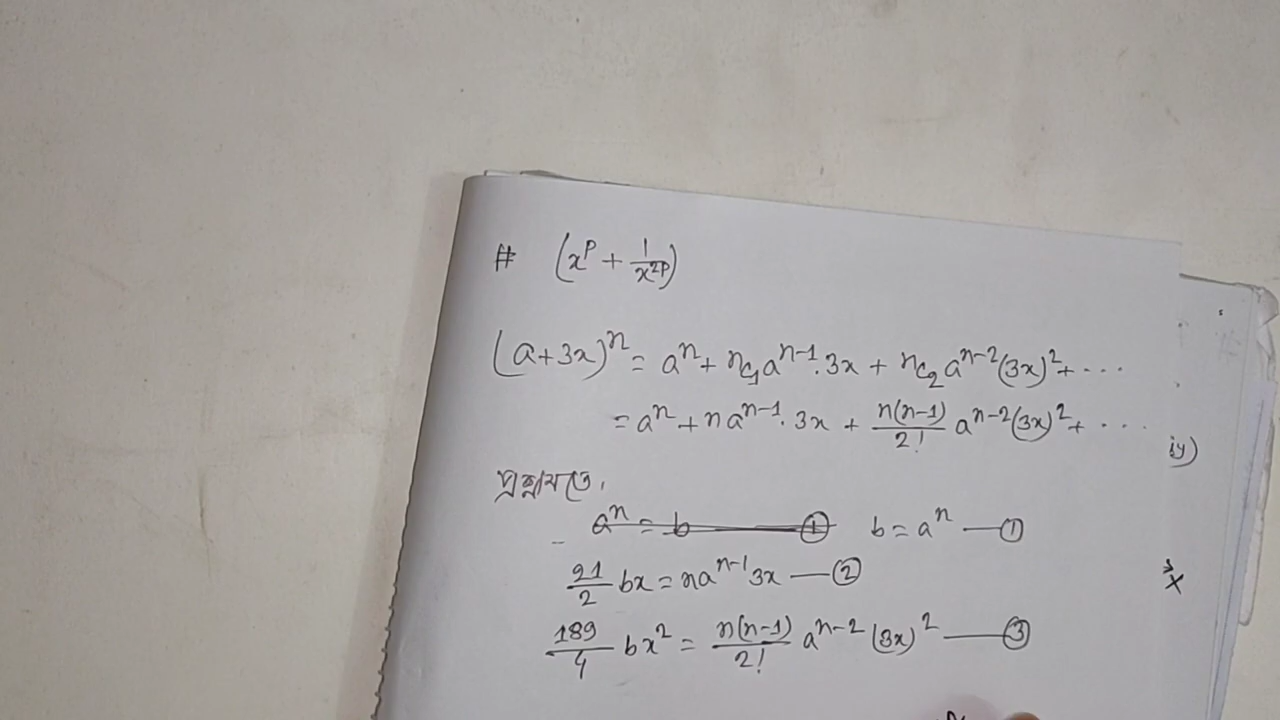 # (x^p + 1/x^2p)
(a+3x)^n = a^n + nC1 a^n-1 . 3x + nC2 a^n-2 (3x)^2 + ....
= a^n + n a^n-1 . 3x + n(n-1)/2! a^n-2 (3x)^2 + ....
প্রশ্নমতে,
a^n = b — ① b = a^n — ①
21/2 bx = n a^n-1 3x — ②
189/4 bx^2 = n(n-1)/2! a^n-2 (3x)^2 — ③